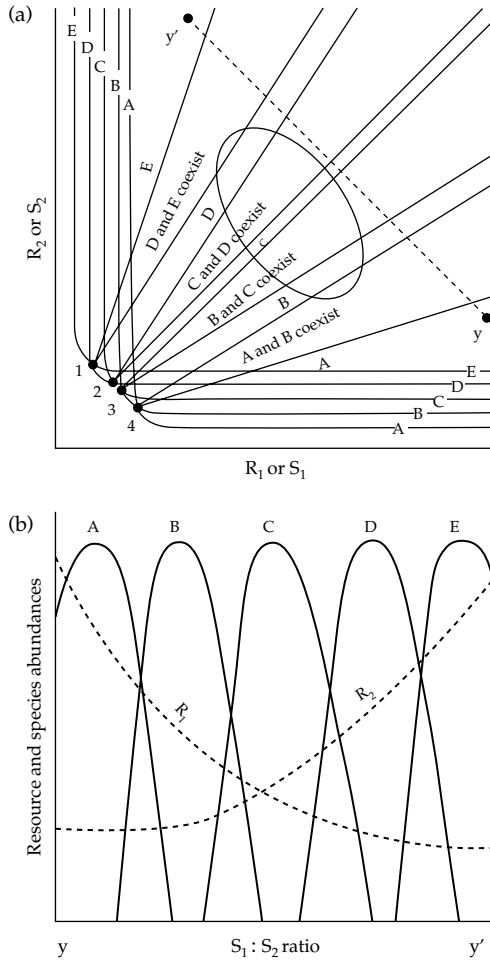 (a)
E
D
C
B
A
y'
E
D and E coexist
D
C and D coexist
c
B and C coexist
B
A and B coexist
A
y
R2 or S2
1
2
3
4
E
D
C
B
A
R1 or S1
(b)
A
B
C
D
E
Resource and species abundances
R1
R2
y
S1 : S2 ratio
y'